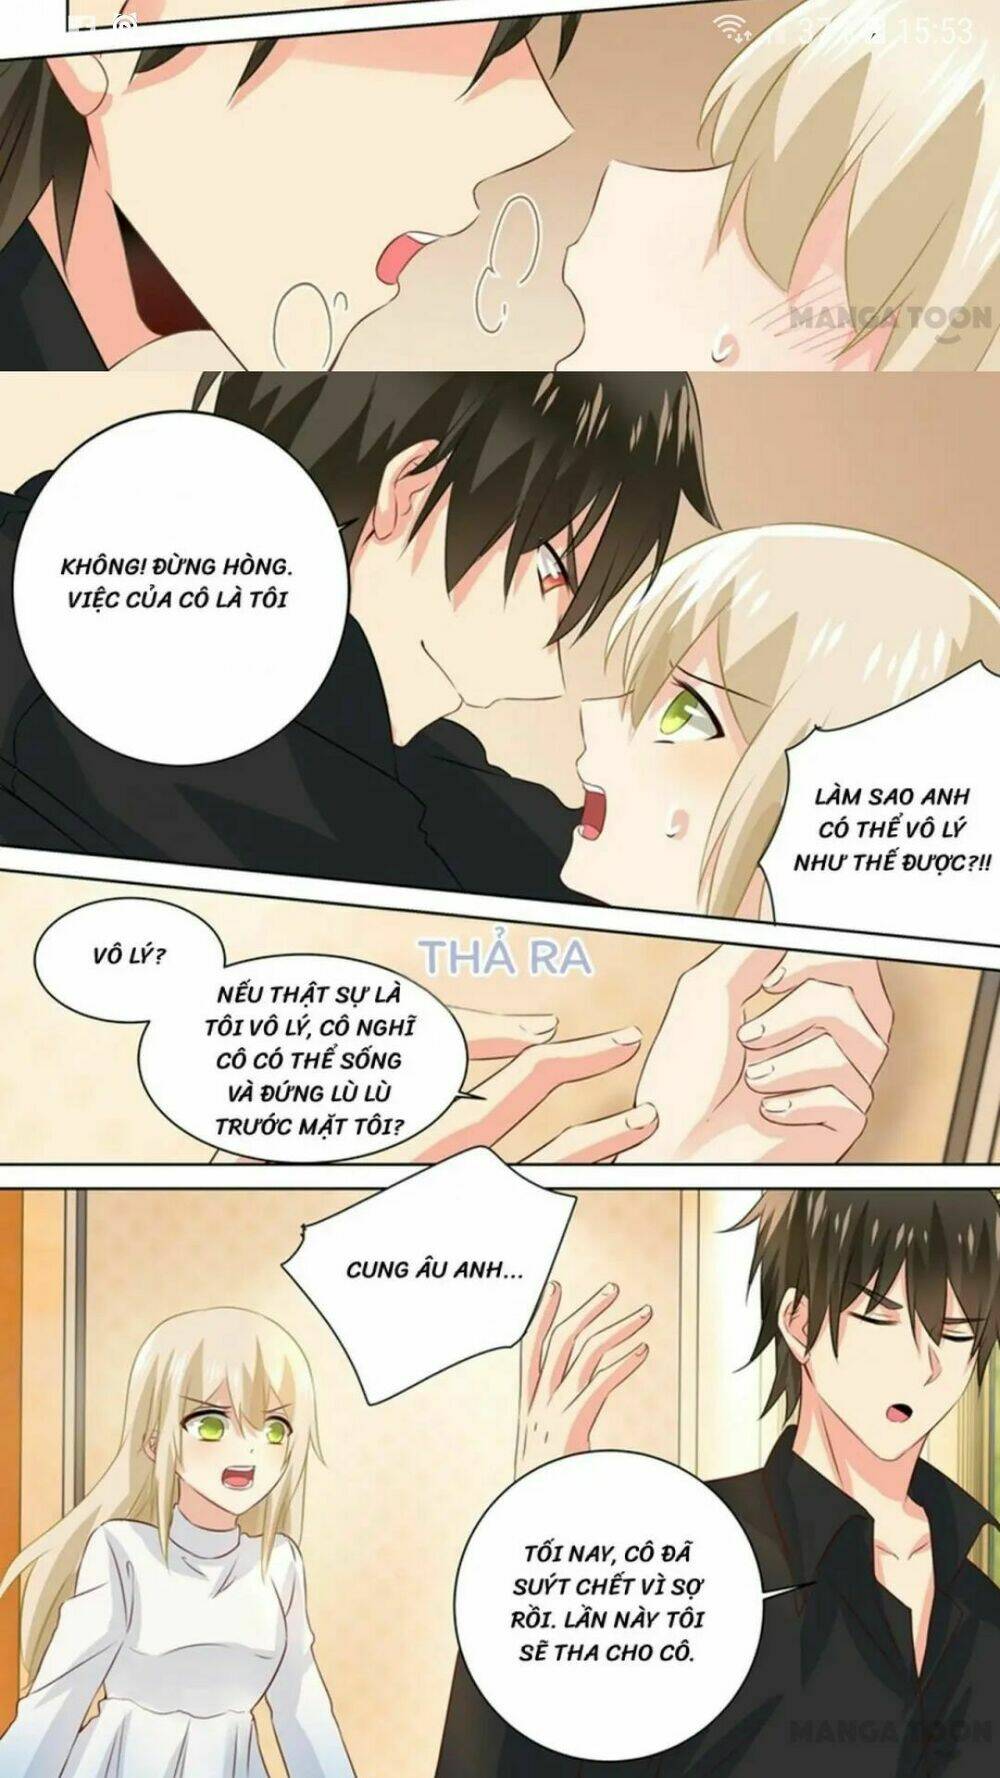 37% 15:53
MANGA TOON
KHÔNG! ĐỪNG HÒNG.
VIỆC CỦA CÔ LÀ TÔI
LÀM SAO ANH
CÓ THỂ VÔ LÝ
NHƯ THẾ ĐƯỢC?!!
THẢ RA
VÔ LÝ?
NẾU THẬT SỰ LÀ
TÔI VÔ LÝ, CÔ NGHĨ
CÔ CÓ THỂ SỐNG
VÀ ĐỨNG LÙ LÙ
TRƯỚC MẶT TÔI?
CUNG ÂU ANH...
TỐI NAY, CÔ ĐÃ
SUÝT CHẾT VÌ SỢ
RỒI. LẦN NÀY TÔI
SẼ THA CHO CÔ.
MANGA TOON